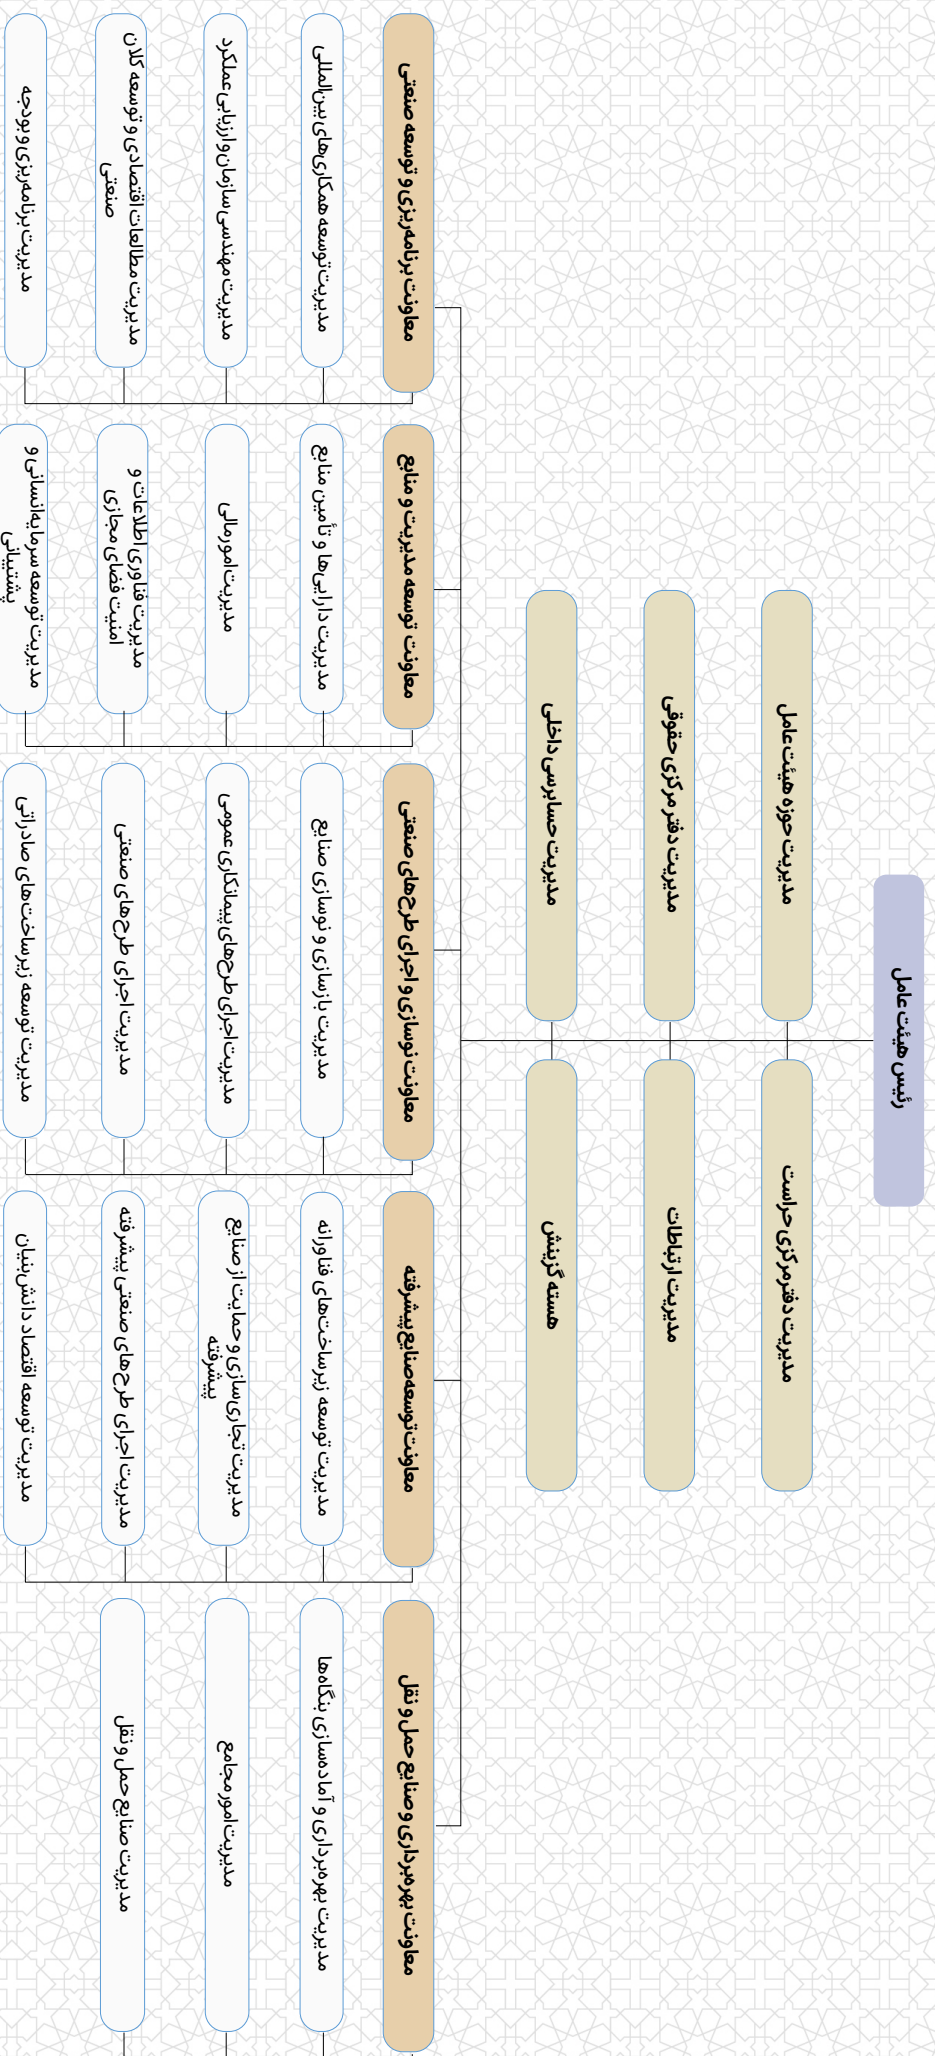 رئیس هیئت عامل
مدیریت دفتر مرکزی حراست
مدیریت حوزه هیئت عامل
مدیریت ارتباطات
مدیریت دفتر مرکزی حقوقی
هسته گزینش
مدیریت حسابرسی داخلی
معاونت بهره‌برداری و صنایع حمل و نقل
مدیریت بهره‌برداری و آماده‌سازی بنگاه‌ها
مدیریت امور مجامع
مدیریت صنایع حمل و نقل
معاونت توسعه صنایع پیشرفته
مدیریت توسعه زیرساخت‌های فناورانه
مدیریت تجاری‌سازی و حمایت از صنایع
پیشرفته
مدیریت اجرای طرح‌های صنعتی پیشرفته
مدیریت توسعه اقتصاد دانش‌بنیان
معاونت نوسازی و اجرای طرح‌های صنعتی
مدیریت بازسازی و نوسازی صنایع
مدیریت اجرای طرح‌های پیمانکاری عمومی
مدیریت اجرای طرح‌های صنعتی
مدیریت توسعه زیرساخت‌های صادراتی
معاونت توسعه مدیریت و منابع
مدیریت دارایی‌ها و تأمین منابع
مدیریت امور مالی
مدیریت فناوری اطلاعات و
امنیت فضای مجازی
مدیریت توسعه سرمایه انسانی و
پشتیبانی
معاونت برنامه‌ریزی و توسعه صنعتی
مدیریت توسعه همکاری‌های بین‌المللی
مدیریت مهندسی سازمان و ارزیابی عملکرد
مدیریت مطالعات اقتصادی و توسعه کلان
صنعتی
مدیریت برنامه‌ریزی و بودجه